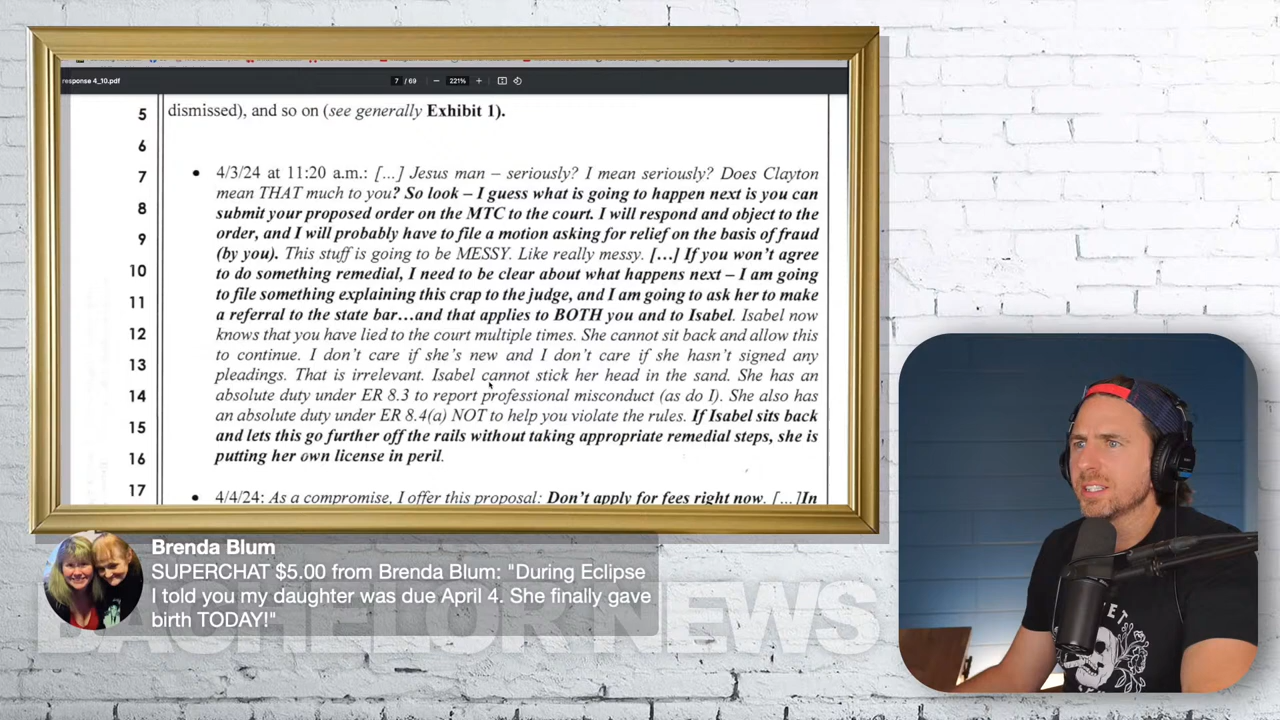 response 4_10.pdf
7 / 69
221%
5 dismissed), and so on (see generally Exhibit 1).
6
7 • 4/3/24 at 11:20 a.m.: [...] Jesus man – seriously? I mean seriously? Does Clayton
mean THAT much to you? So look – I guess what is going to happen next is you can
8 submit your proposed order on the MTC to the court. I will respond and object to the
9 order, and I will probably have to file a motion asking for relief on the basis of fraud
(by you). This stuff is going to be MESSY. Like really messy. [...] If you won't agree
10 to do something remedial, I need to be clear about what happens next – I am going
11 to file something explaining this crap to the judge, and I am going to ask her to make
a referral to the state bar…and that applies to BOTH you and to Isabel. Isabel now
12 knows that you have lied to the court multiple times. She cannot sit back and allow this
13 to continue. I don't care if she's new and I don't care if she hasn't signed any
pleadings. That is irrelevant. Isabel cannot stick her head in the sand. She has an
14 absolute duty under ER 8.3 to report professional misconduct (as do I). She also has
an absolute duty under ER 8.4(a) NOT to help you violate the rules. If Isabel sits back
15 and lets this go further off the rails without taking appropriate remedial steps, she is
16 putting her own license in peril.
17 • 4/4/24: As a compromise, I offer this proposal: Don't apply for fees right now. [...]In
Brenda Blum
SUPERCHAT $5.00 from Brenda Blum: "During Eclipse
I told you my daughter was due April 4. She finally gave
birth TODAY!"
BACHELOR NEWS